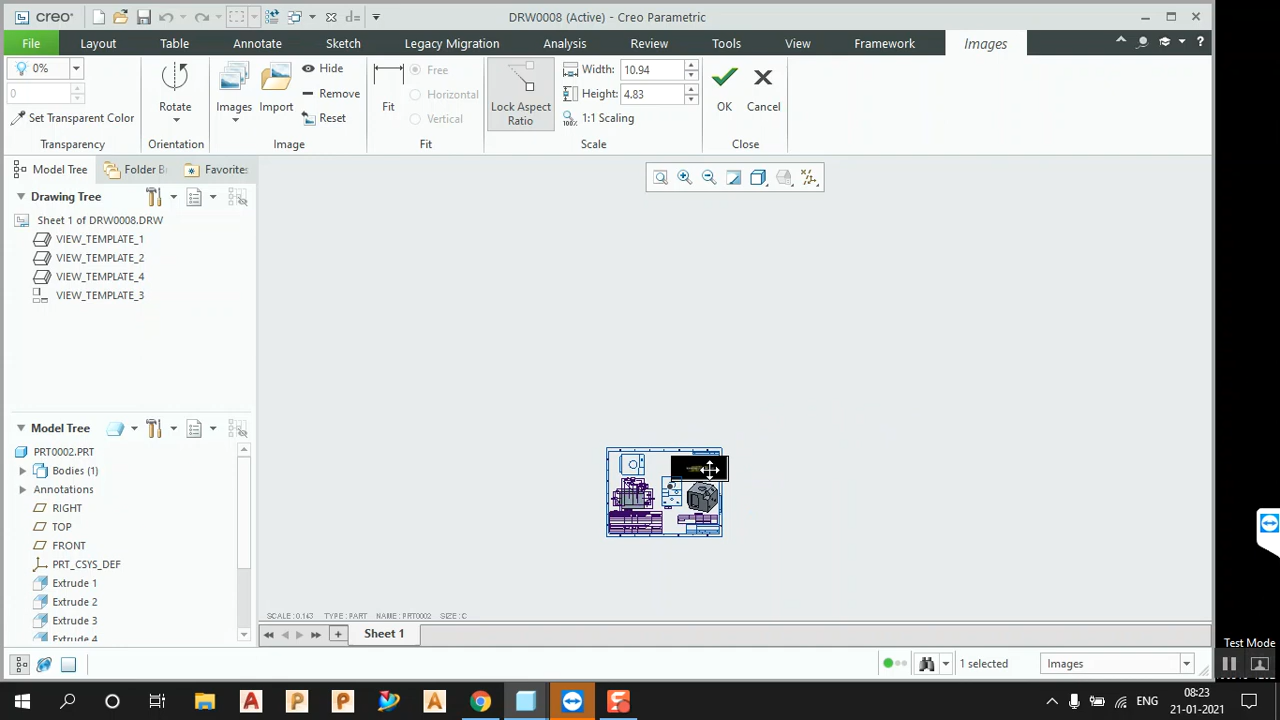 creo
DRW0008 (Active) - Creo Parametric
File
Layout
Table
Annotate
Sketch
Legacy Migration
Analysis
Review
Tools
View
Framework
Images
0%
0
Set Transparent Color
Transparency
Rotate
Orientation
Images
Import
Hide
Remove
Reset
Image
Fit
Free
Horizontal
Vertical
Fit
Lock Aspect
Ratio
Width: 10.94
Height: 4.83
1:1 Scaling
Scale
OK
Cancel
Close
Model Tree
Folder B
Favorites
Drawing Tree
Sheet 1 of DRW0008.DRW
VIEW_TEMPLATE_1
VIEW_TEMPLATE_2
VIEW_TEMPLATE_4
VIEW_TEMPLATE_3
Model Tree
PRT0002.PRT
Bodies (1)
Annotations
RIGHT
TOP
FRONT
PRT_CSYS_DEF
Extrude 1
Extrude 2
Extrude 3
Extrude 4
SCALE : 0.143 TYPE : PART NAME : PRT0002 SIZE : C
Sheet 1
1 selected
Images
Test Mode
ENG
08:23
21-01-2021